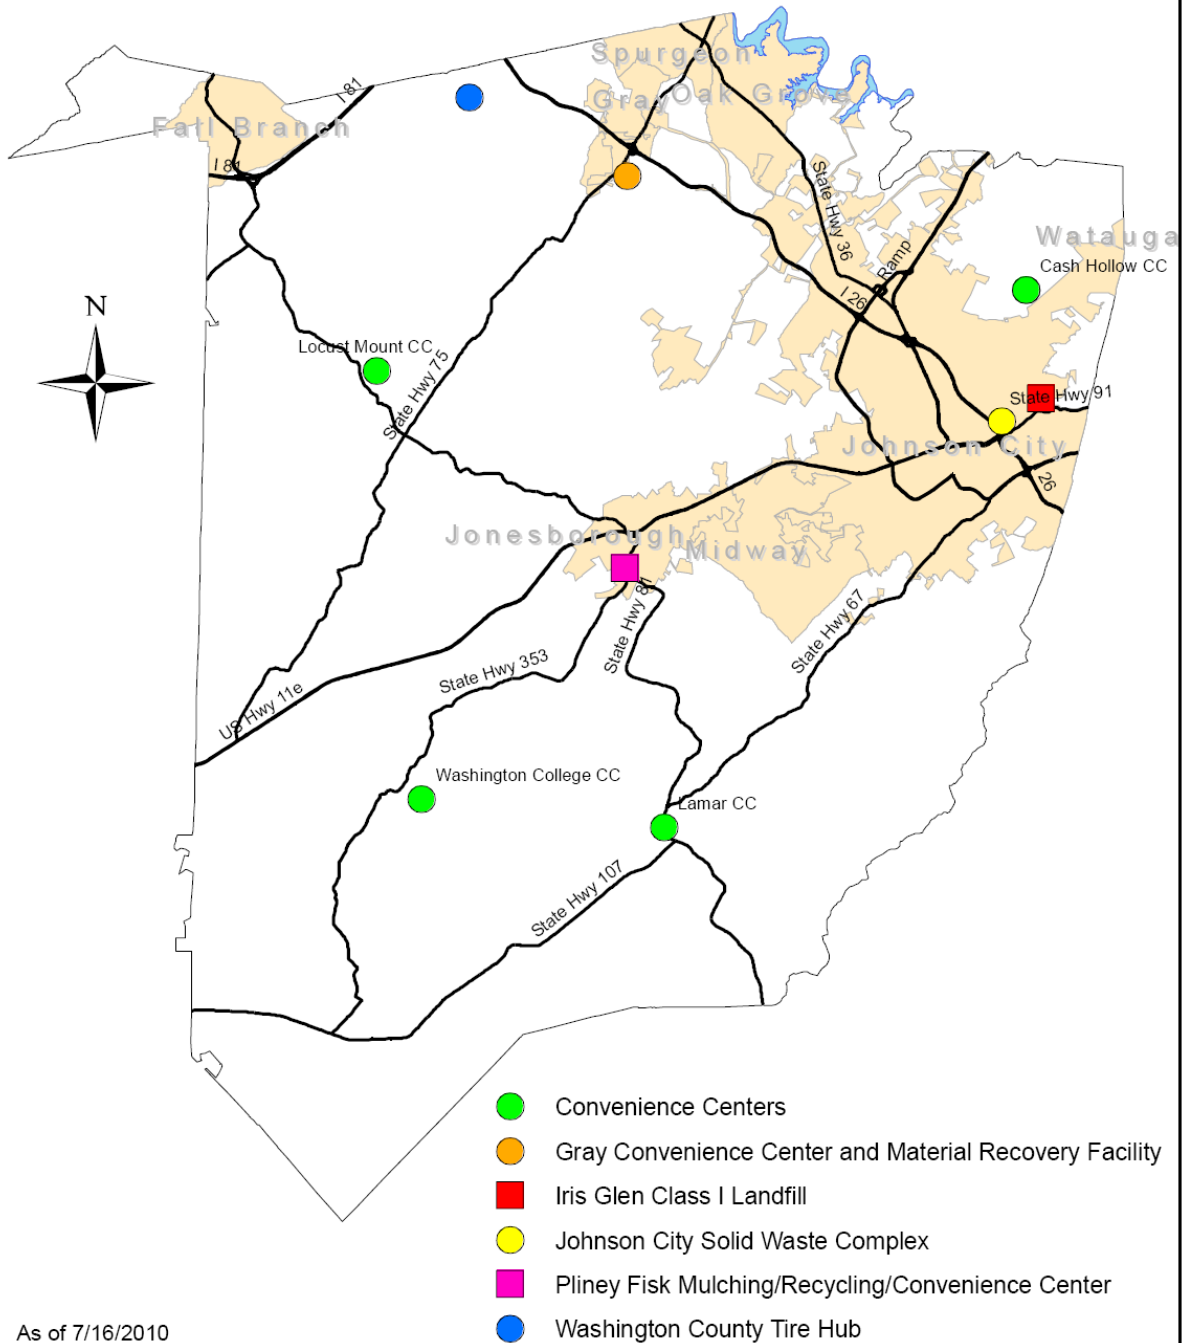 Spurgeon
Gray
Oak Grove
I 81
Fall Branch
I 81
State Hwy 36
Watauga
Cash Hollow CC
Ramp
I 26
N
Locust Mount CC
State Hwy 75
State Hwy 91
Johnson City
26
Jonesborough
Midway
State Hwy 81
State Hwy 67
State Hwy 353
US Hwy 11e
Washington College CC
Lamar CC
State Hwy 107
Convenience Centers
Gray Convenience Center and Material Recovery Facility
Iris Glen Class I Landfill
Johnson City Solid Waste Complex
Pliney Fisk Mulching/Recycling/Convenience Center
Washington County Tire Hub
As of 7/16/2010